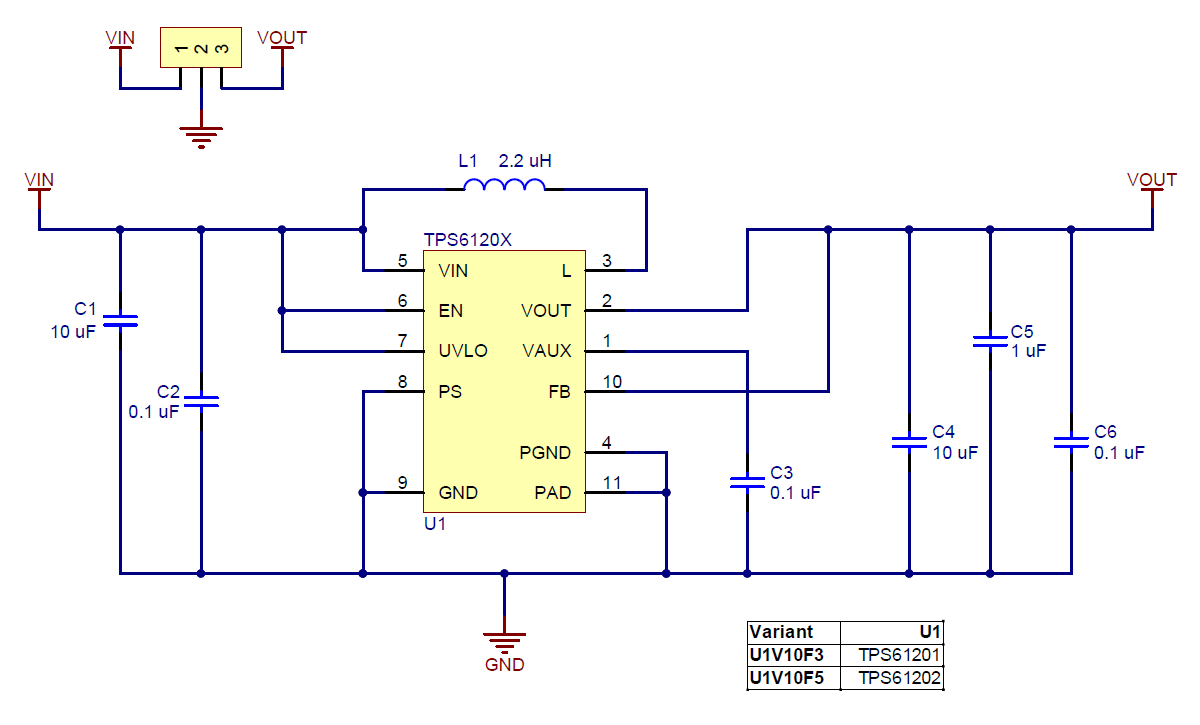 VIN
1 2 3
VOUT
L1 2.2 uH
VIN
VOUT
TPS6120X
5 VIN
L 3
6 EN
VOUT 2
7 UVLO
VAUX 1
8 PS
FB 10
PGND 4
9 GND
PAD 11
U1
C1
10 uF
C2
0.1 uF
C3
0.1 uF
C4
10 uF
C5
1 uF
C6
0.1 uF
GND
Variant U1
U1V10F3 TPS61201
U1V10F5 TPS61202